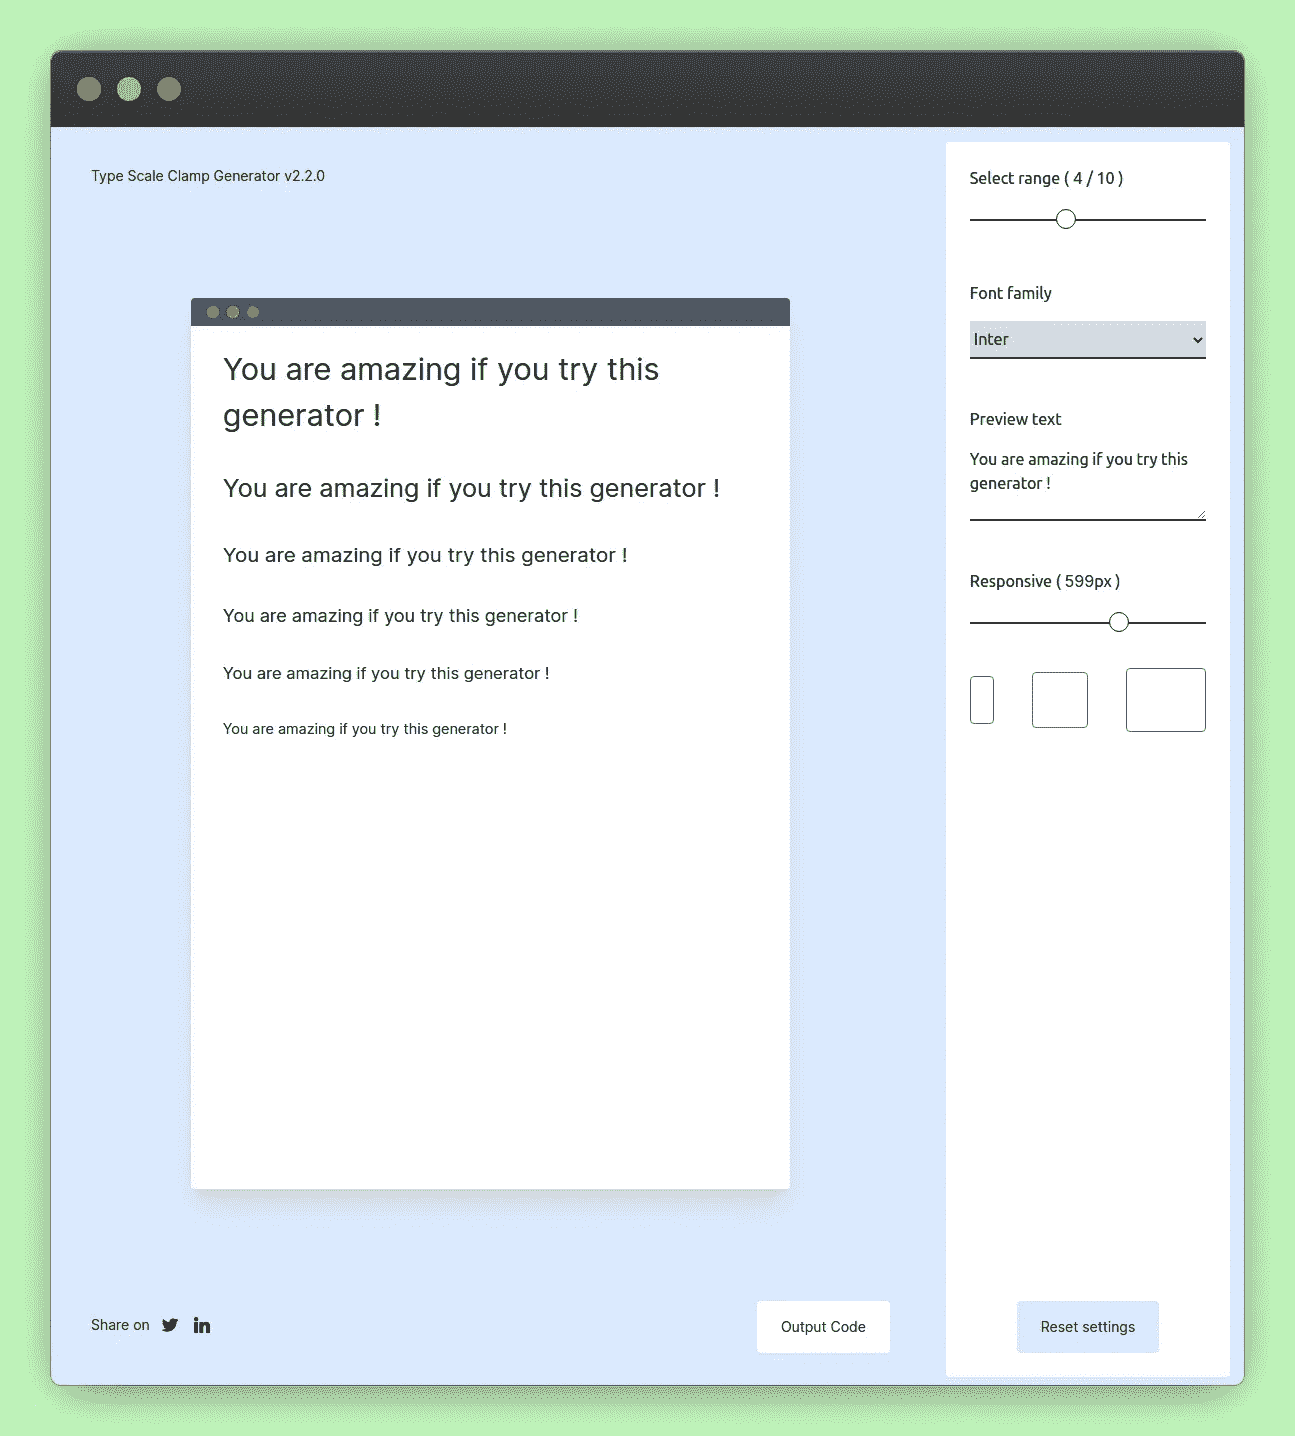 Type Scale Clamp Generator v2.2.0
You are amazing if you try this
generator !
You are amazing if you try this generator !
You are amazing if you try this generator !
You are amazing if you try this generator !
You are amazing if you try this generator !
You are amazing if you try this generator !
Share on
Output Code
Select range ( 4 / 10 )
Font family
Inter
Preview text
You are amazing if you try this
generator !
Responsive ( 599px )
Reset settings